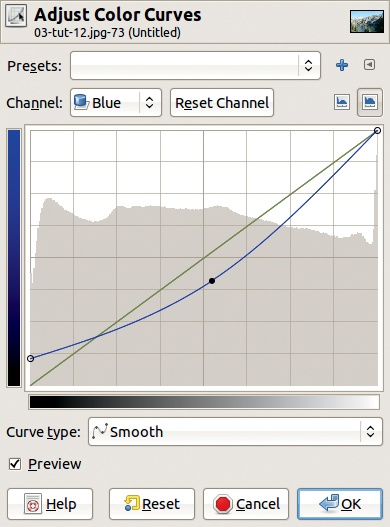 Adjust Color Curves
03-tut-12.jpg-73 (Untitled)
Presets:
Channel: Blue Reset Channel
Curve type: Smooth
Preview
Help Reset Cancel OK